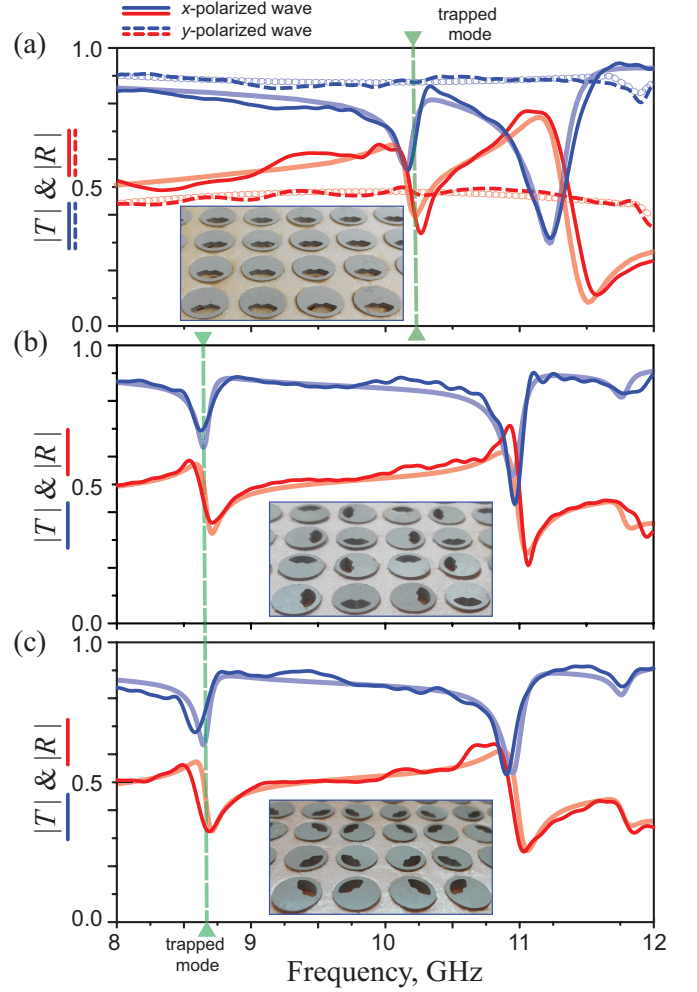 (a)
x-polarized wave
y-polarized wave
trapped
mode
1.0
0.5
0.0
|T| & |R|
(b)
1.0
0.5
0.0
|T| & |R|
(c)
1.0
0.5
0.0
|T| & |R|
8
9
10
11
12
trapped
mode
Frequency, GHz